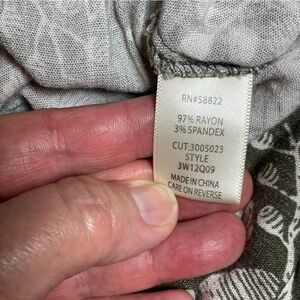 RN#58822
97% RAYON
3% SPANDEX
CUT:3005023
STYLE
3W12Q09
MADE IN CHINA
CARE ON REVERSE